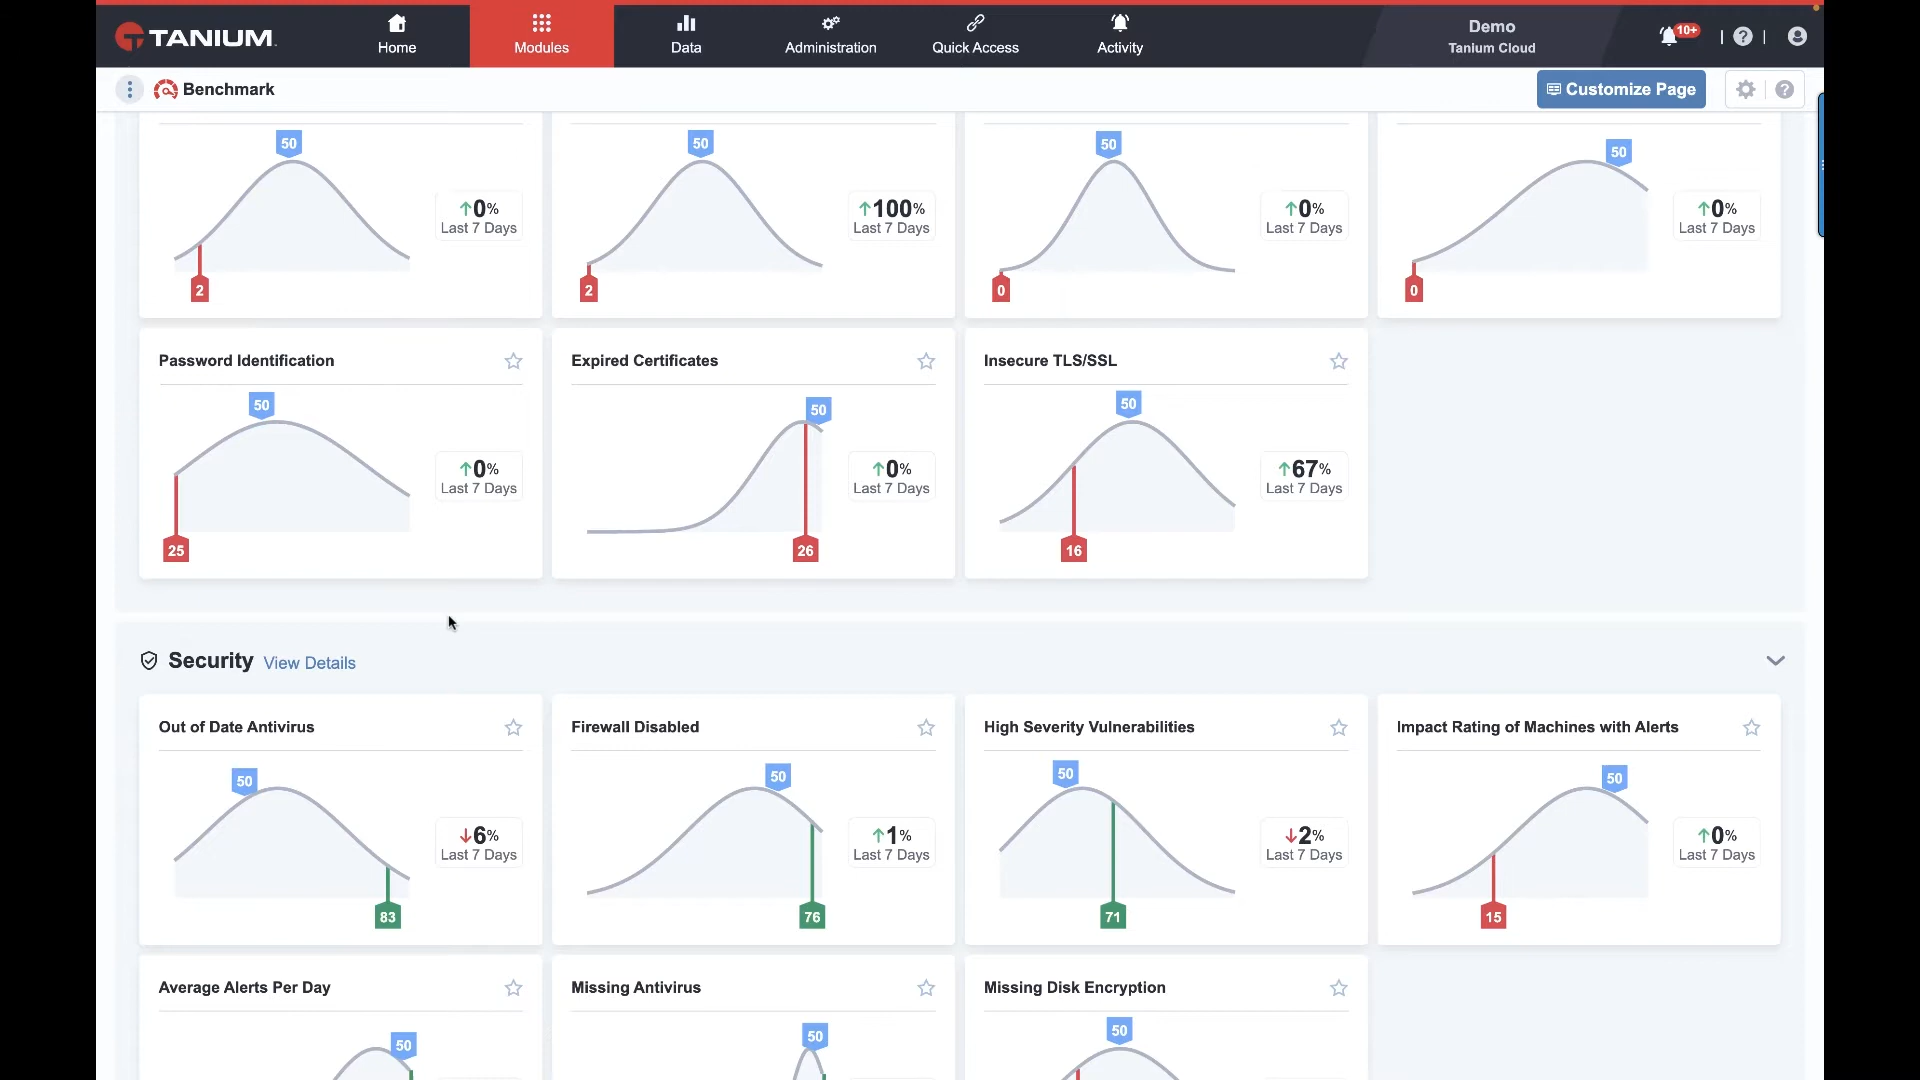 TANIUM
Home
Modules
Data
Administration
Quick Access
Activity
Demo
Tanium Cloud
10+
Benchmark
Customize Page
50
50
50
50
↑0%
Last 7 Days
↑100%
Last 7 Days
↑0%
Last 7 Days
↑0%
Last 7 Days
2
2
0
0
Password Identification
Expired Certificates
Insecure TLS/SSL
50
50
50
↑0%
Last 7 Days
↑0%
Last 7 Days
↑67%
Last 7 Days
25
26
16
Security View Details
Out of Date Antivirus
Firewall Disabled
High Severity Vulnerabilities
Impact Rating of Machines with Alerts
50
50
50
50
↓6%
Last 7 Days
↑1%
Last 7 Days
↓2%
Last 7 Days
↑0%
Last 7 Days
83
76
71
15
Average Alerts Per Day
Missing Antivirus
Missing Disk Encryption
50
50
50